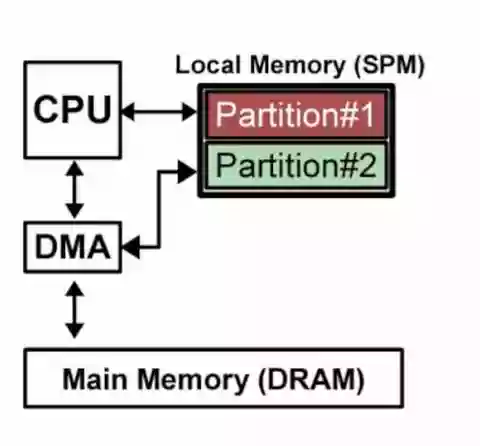 Local Memory (SPM)
CPU
Partition#1
Partition#2
DMA
Main Memory (DRAM)